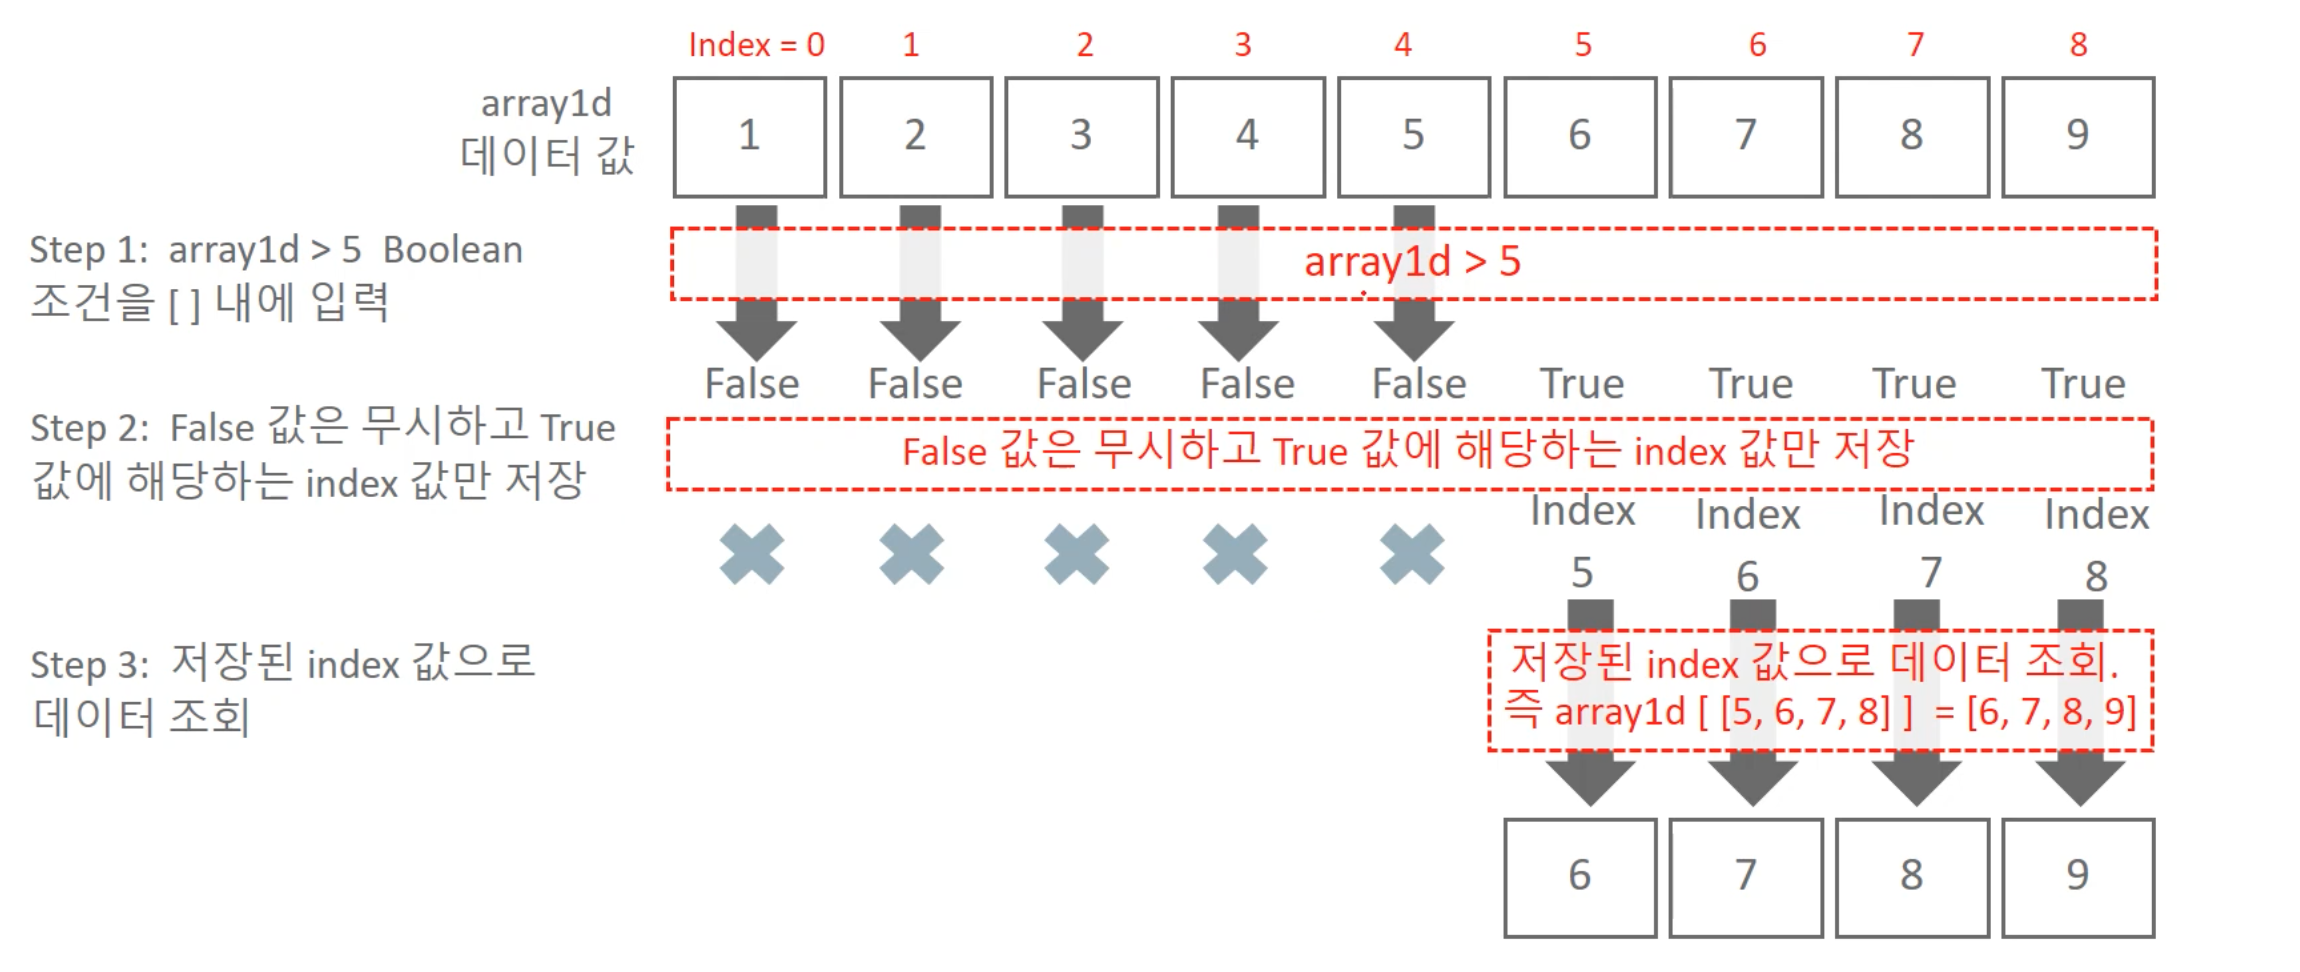 Index = 0 1 2 3 4 5 6 7 8
array1d
데이터 값
1 2 3 4 5 6 7 8 9
Step 1: array1d > 5 Boolean
조건을 [ ] 내에 입력
array1d > 5
False False False False False True True True True
Step 2: False 값은 무시하고 True
값에 해당하는 index 값만 저장
False 값은 무시하고 True 값에 해당하는 index 값만 저장
Index Index Index Index
5 6 7 8
Step 3: 저장된 index 값으로
데이터 조회
저장된 index 값으로 데이터 조회.
즉 array1d [ [5, 6, 7, 8] ] = [6, 7, 8, 9]
6 7 8 9